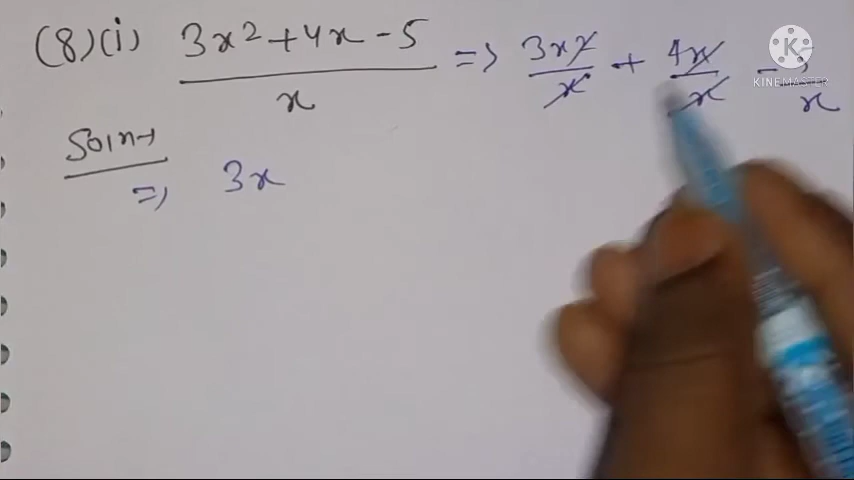 (8)(i) 3x² + 4x - 5 / x => 3x² / x + 4x / x - 5 / x
KINEMASTER
Soln→
=> 3x